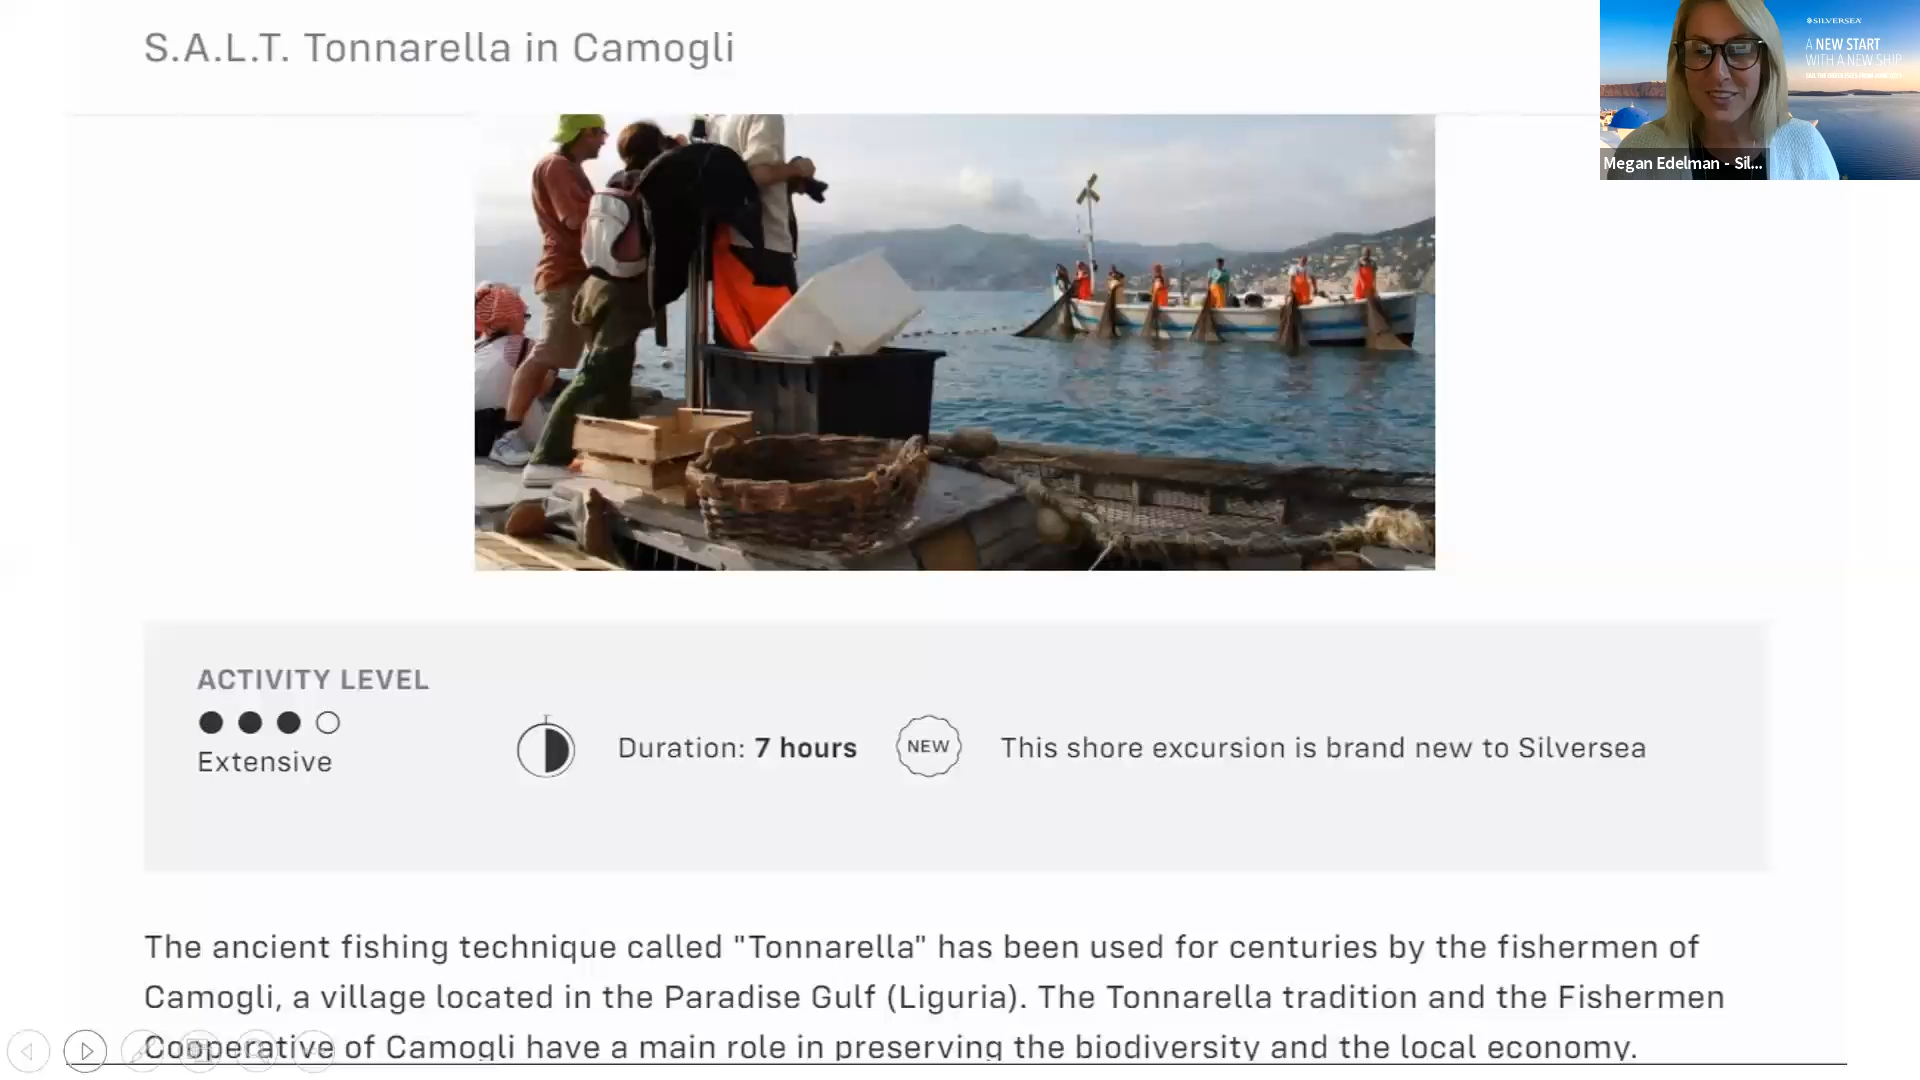 S.A.L.T. Tonnarella in Camogli
SILVERSEA
A NEW START
WITH A NEW SHIP
Megan Edelman - Sil...
ACTIVITY LEVEL
Extensive
Duration: 7 hours
NEW
This shore excursion is brand new to Silversea
The ancient fishing technique called "Tonnarella" has been used for centuries by the fishermen of
Camogli, a village located in the Paradise Gulf (Liguria). The Tonnarella tradition and the Fishermen
Cooperative of Camogli have a main role in preserving the biodiversity and the local economy.